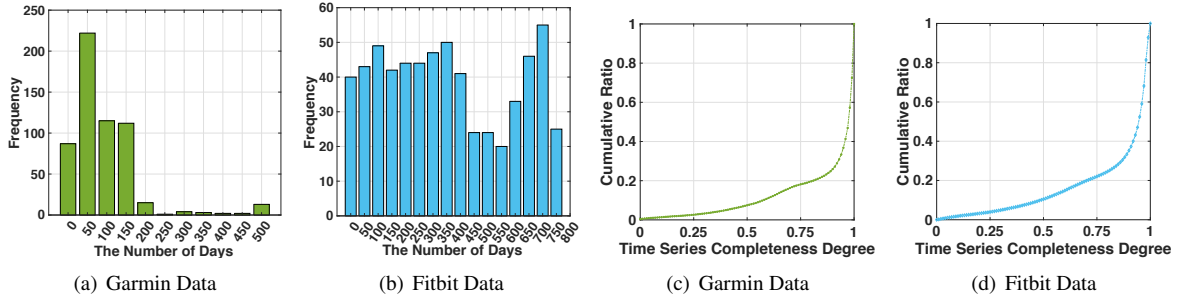 250
200
150
100
50
0
Frequency
0 50 100 150 200 250 300 350 400 450 500
The Number of Days
(a) Garmin Data
60
50
40
30
20
10
0
Frequency
0 50 100 150 200 250 300 350 400 450 500 550 600 650 700 750 800
The Number of Days
(b) Fitbit Data
1
0.8
0.6
0.4
0.2
0
Cumulative Ratio
0 0.25 0.5 0.75 1
Time Series Completeness Degree
(c) Garmin Data
1
0.8
0.6
0.4
0.2
0
Cumulative Ratio
0 0.25 0.5 0.75 1
Time Series Completeness Degree
(d) Fitbit Data